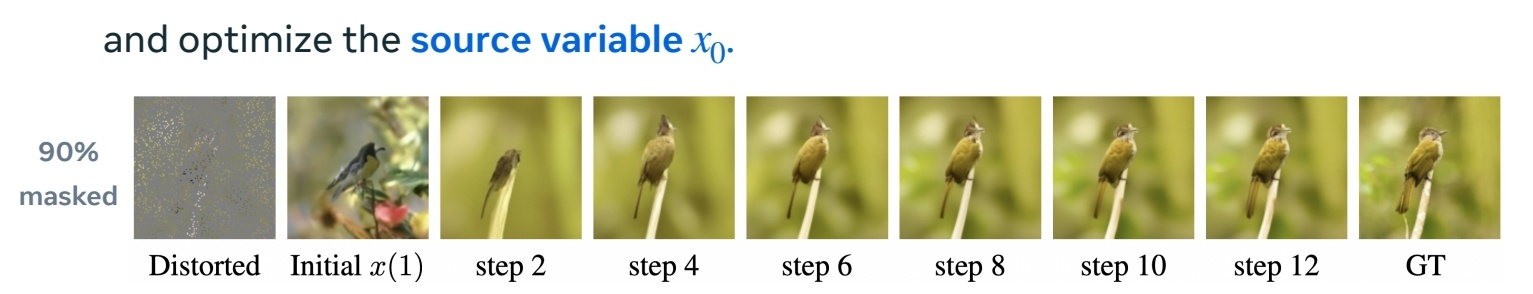 and optimize the source variable x₀.
90%
masked
Distorted Initial x(1) step 2 step 4 step 6 step 8 step 10 step 12 GT